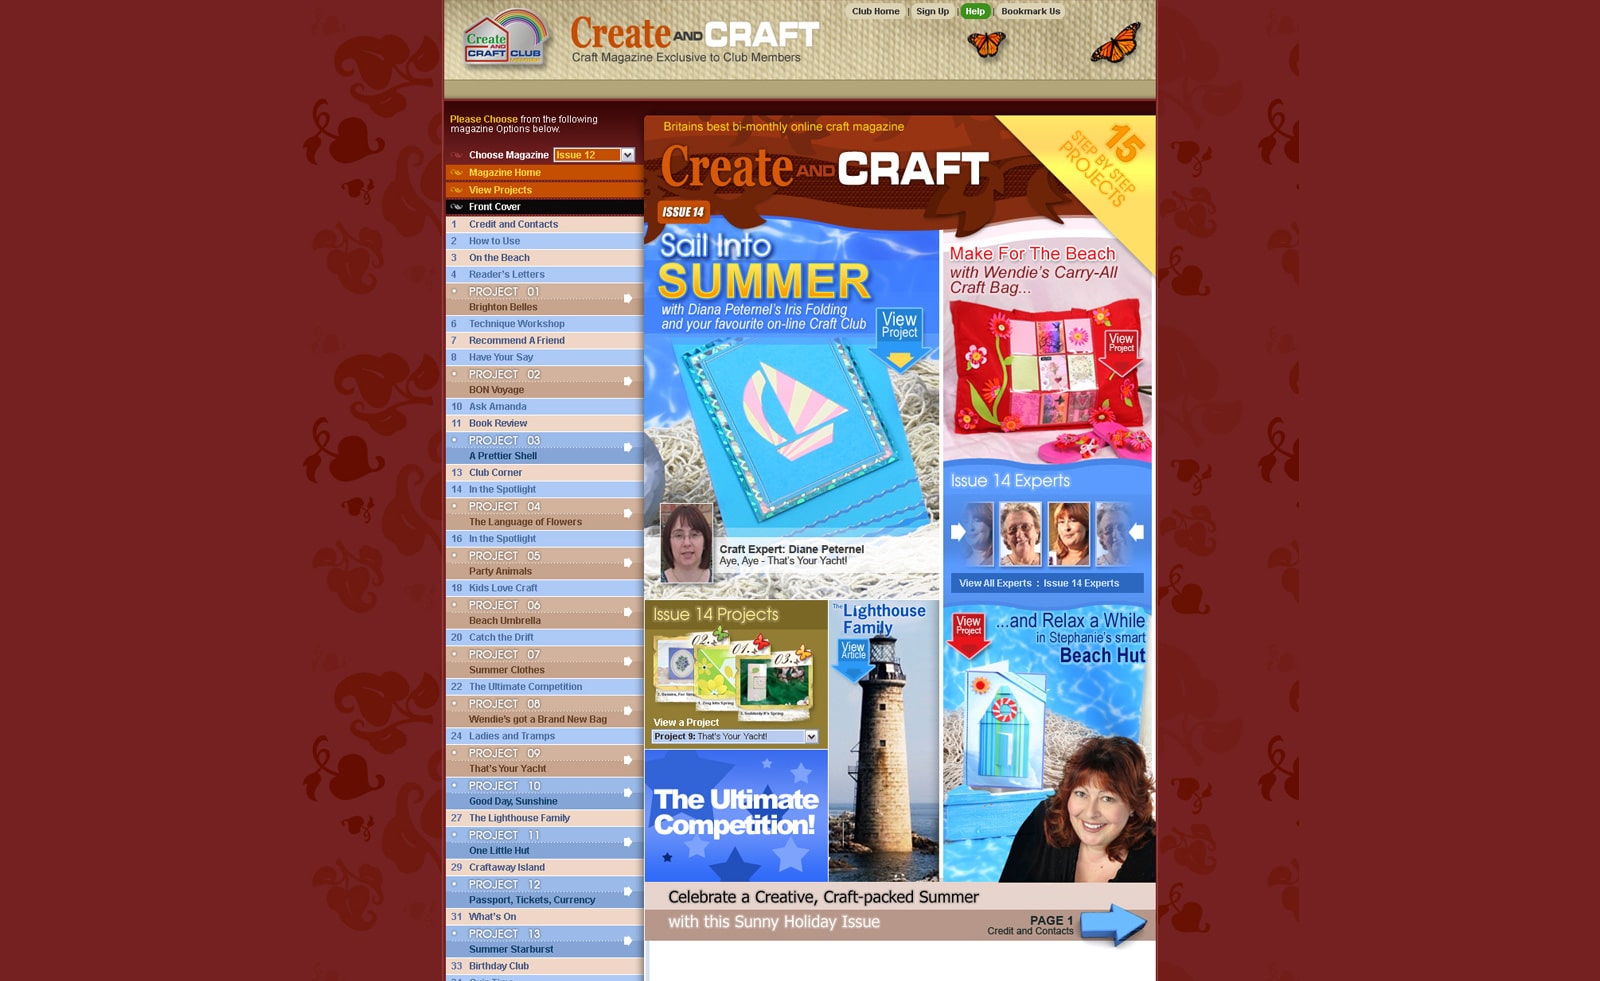 Club Home | Sign Up | Help | Bookmark Us
Create AND CRAFT CLUB
Create AND CRAFT
Craft Magazine Exclusive to Club Members
Please Choose from the following
magazine Options below.
Choose Magazine Issue 12
Magazine Home
View Projects
Front Cover
1 Credit and Contacts
2 How to Use
3 On the Beach
4 Reader's Letters
PROJECT 01
Brighton Belles
6 Technique Workshop
7 Recommend A Friend
8 Have Your Say
PROJECT 02
BON Voyage
10 Ask Amanda
11 Book Review
PROJECT 03
A Prettier Shell
13 Club Corner
14 In the Spotlight
PROJECT 04
The Language of Flowers
16 In the Spotlight
PROJECT 05
Party Animals
18 Kids Love Craft
PROJECT 06
Beach Umbrella
20 Catch the Drift
PROJECT 07
Summer Clothes
22 The Ultimate Competition
PROJECT 08
Wendie's got a Brand New Bag
24 Ladies and Tramps
PROJECT 09
That's Your Yacht
PROJECT 10
Good Day, Sunshine
27 The Lighthouse Family
PROJECT 11
One Little Hut
29 Craftaway Island
PROJECT 12
Passport, Tickets, Currency
31 What's On
PROJECT 13
Summer Starburst
33 Birthday Club
Britains best bi-monthly online craft magazine
Create AND CRAFT
ISSUE 14
15
STEP BY STEP
PROJECTS
Sail Into
SUMMER
with Diana Peternel's Iris Folding
and your favourite on-line Craft Club
View
Project
Craft Expert: Diane Peternel
Aye, Aye - That's Your Yacht!
Make For The Beach
with Wendie's Carry-All
Craft Bag...
View
Project
Issue 14 Experts
View All Experts : Issue 14 Experts
Issue 14 Projects
02.
01.
03.
View a Project
Project 9: That's Your Yacht!
The Lighthouse
Family
View
Article
View
Project
...and Relax a While
in Stephanie's smart
Beach Hut
The Ultimate
Competition!
Celebrate a Creative, Craft-packed Summer
with this Sunny Holiday Issue
PAGE 1
Credit and Contacts